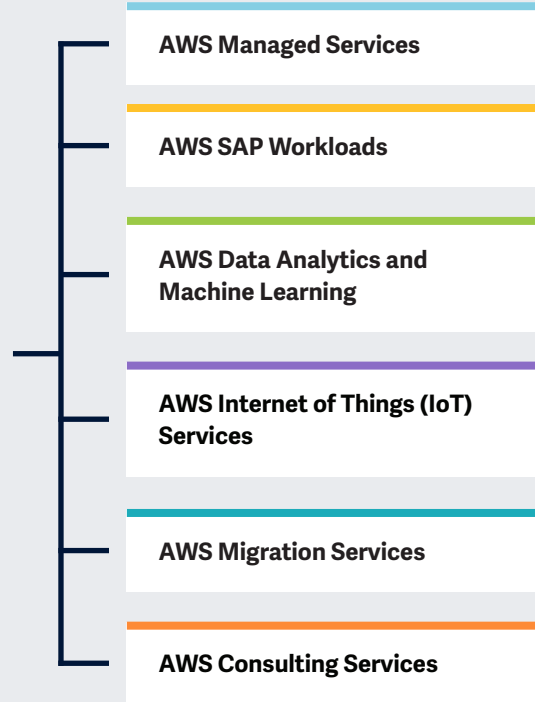 AWS Managed Services
AWS SAP Workloads
AWS Data Analytics and
Machine Learning
AWS Internet of Things (IoT)
Services
AWS Migration Services
AWS Consulting Services